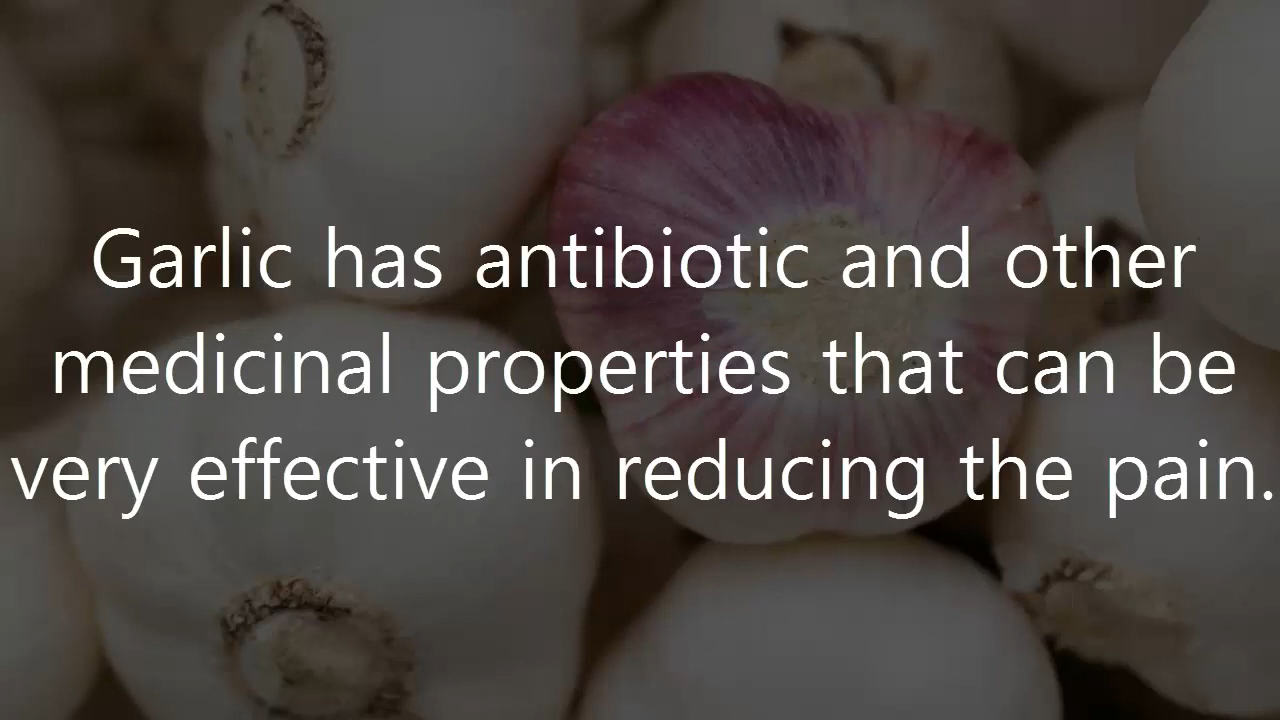 Garlic has antibiotic and other
medicinal properties that can be
very effective in reducing the pain.